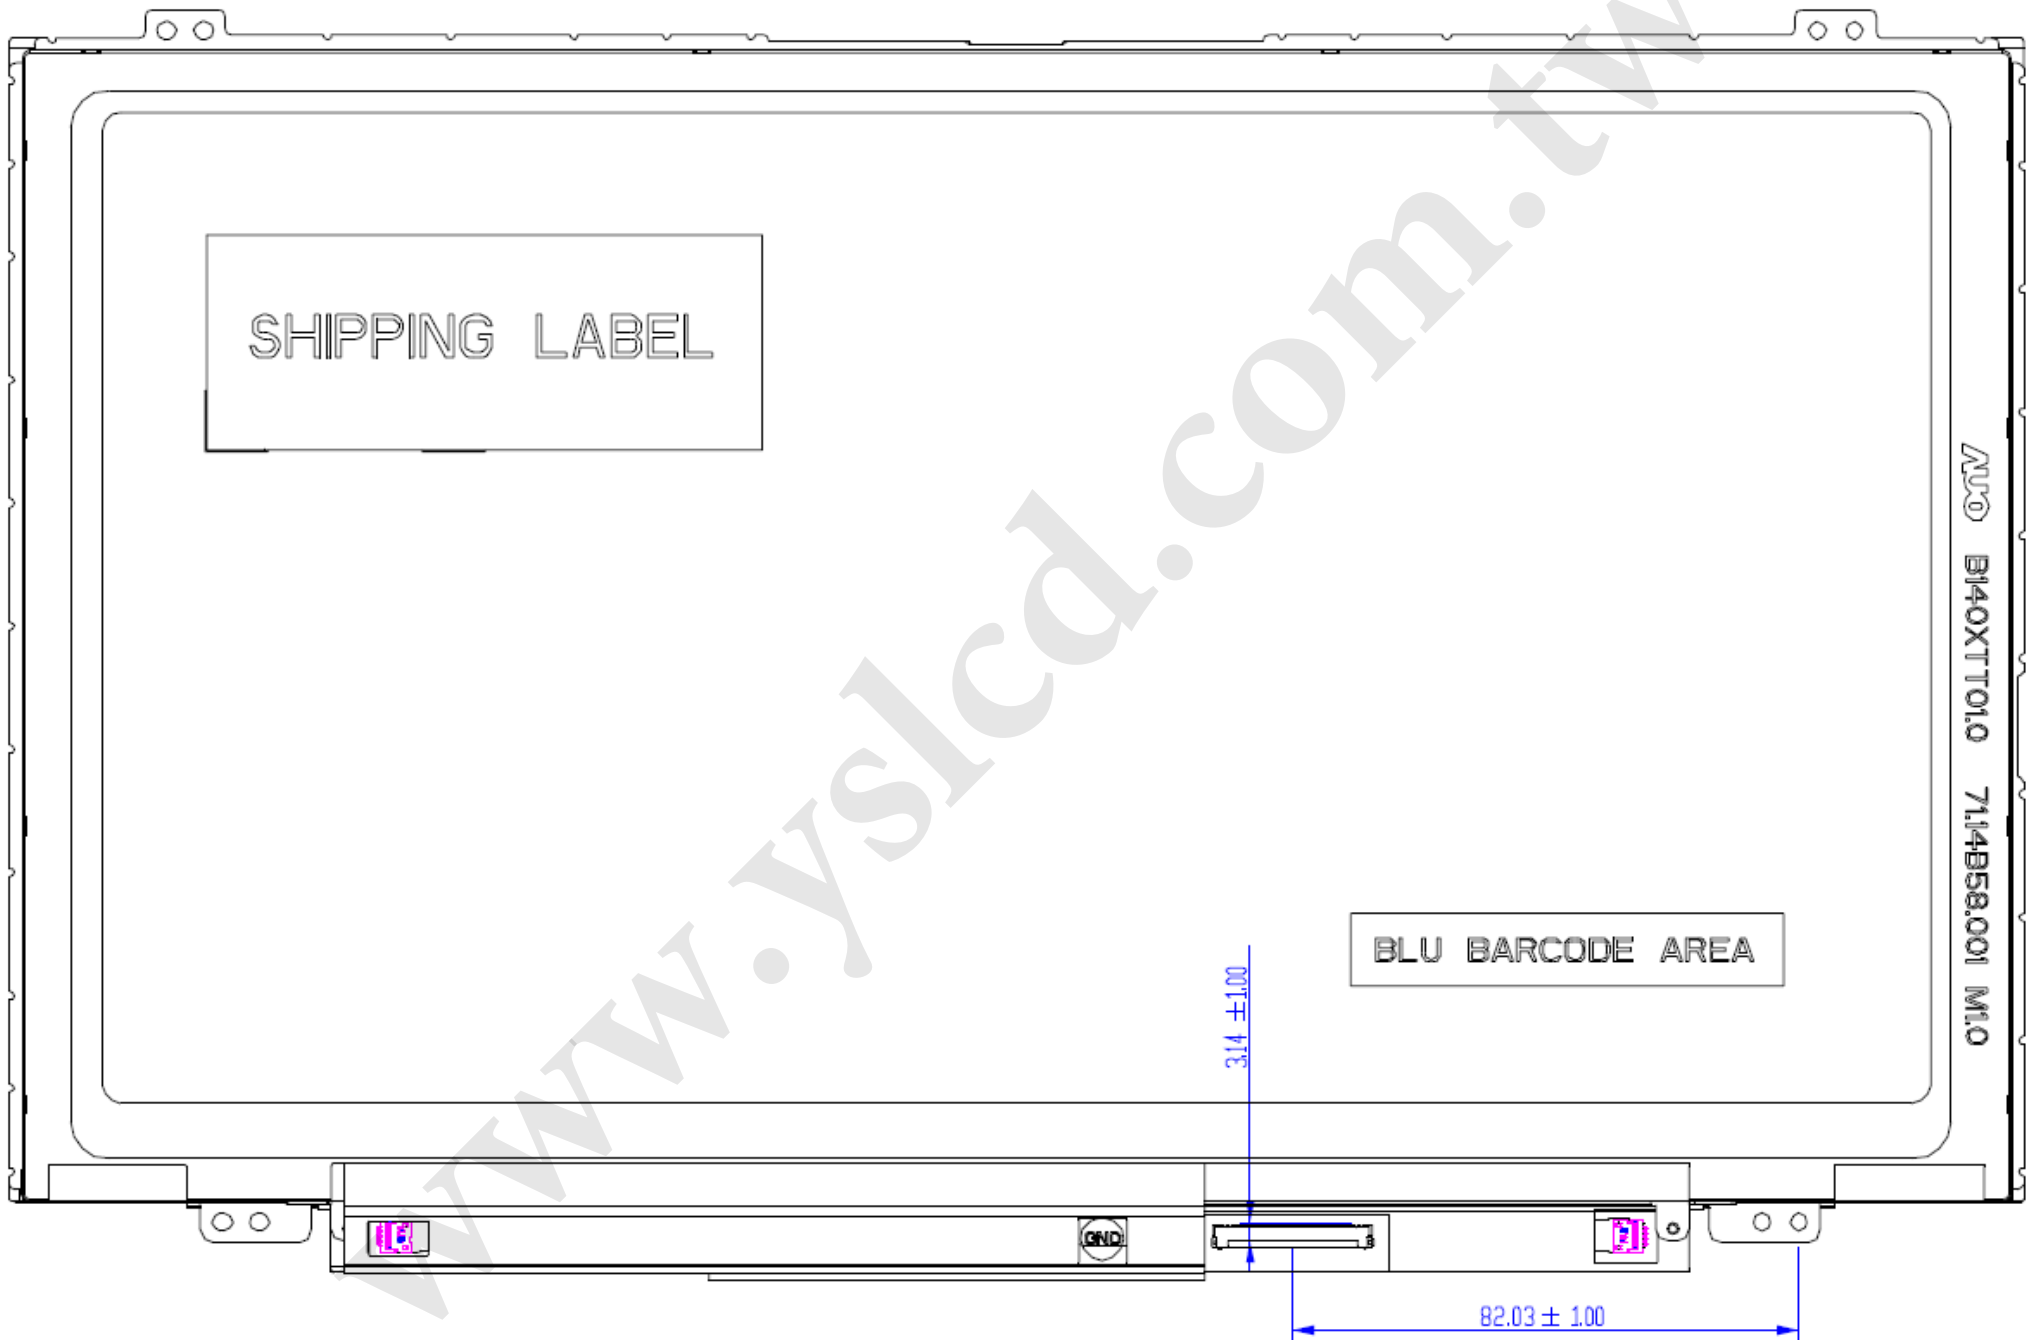 SHIPPING LABEL
AUO B140XTT01.0 71.14B58.001 M1.0
BLU BARCODE AREA
3.14 ±1.00
GND
82.03 ± 1.00
www.yslcd.com.tw